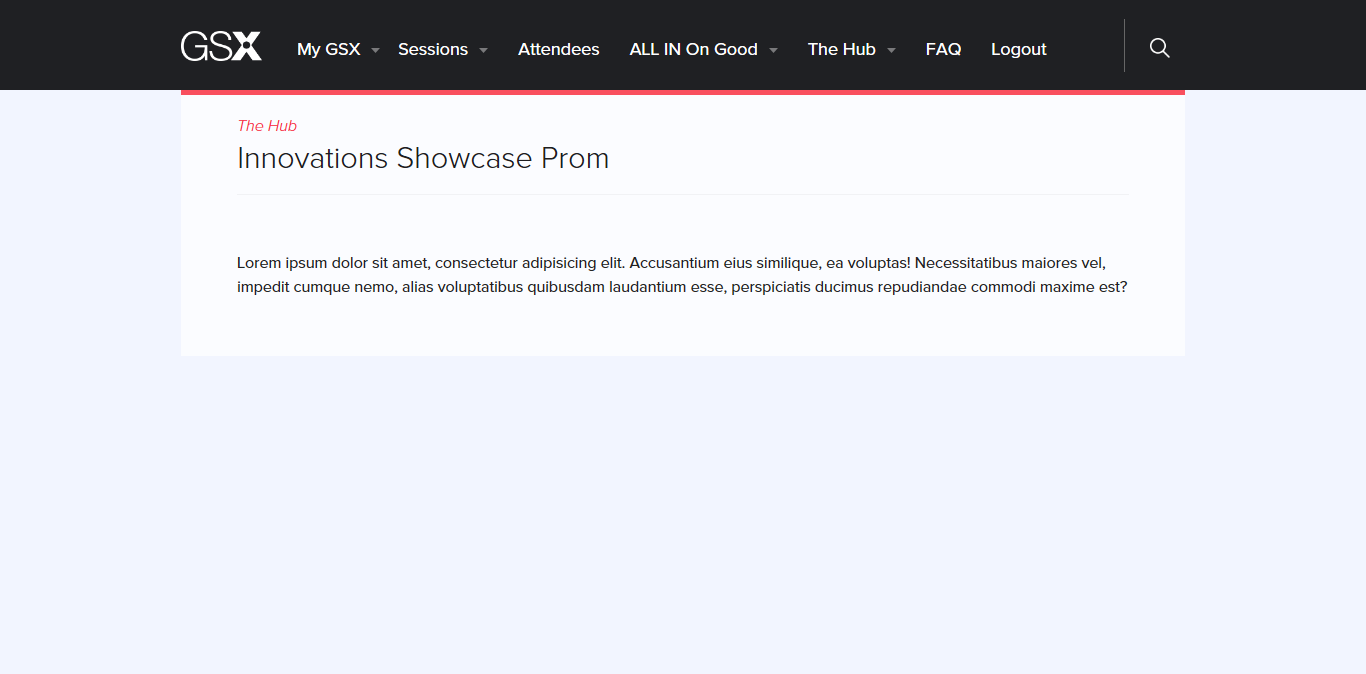 GSX My GSX Sessions Attendees ALL IN On Good The Hub FAQ Logout
The Hub
Innovations Showcase Prom
Lorem ipsum dolor sit amet, consectetur adipisicing elit. Accusantium eius similique, ea voluptas! Necessitatibus maiores vel,
impedit cumque nemo, alias voluptatibus quibusdam laudantium esse, perspiciatis ducimus repudiandae commodi maxime est?